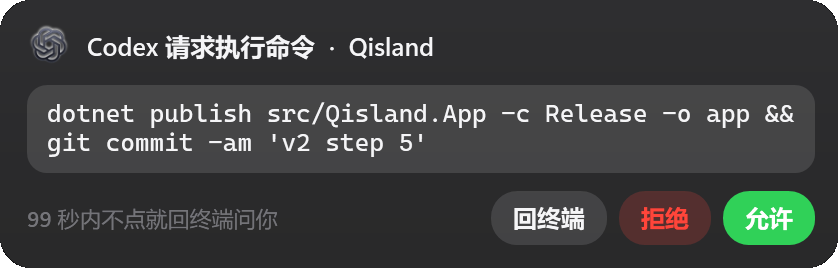 Codex 请求执行命令 · Qisland
dotnet publish src/Qisland.App -c Release -o app &&
git commit -am 'v2 step 5'
99 秒内不点就回终端问你
回终端
拒绝
允许